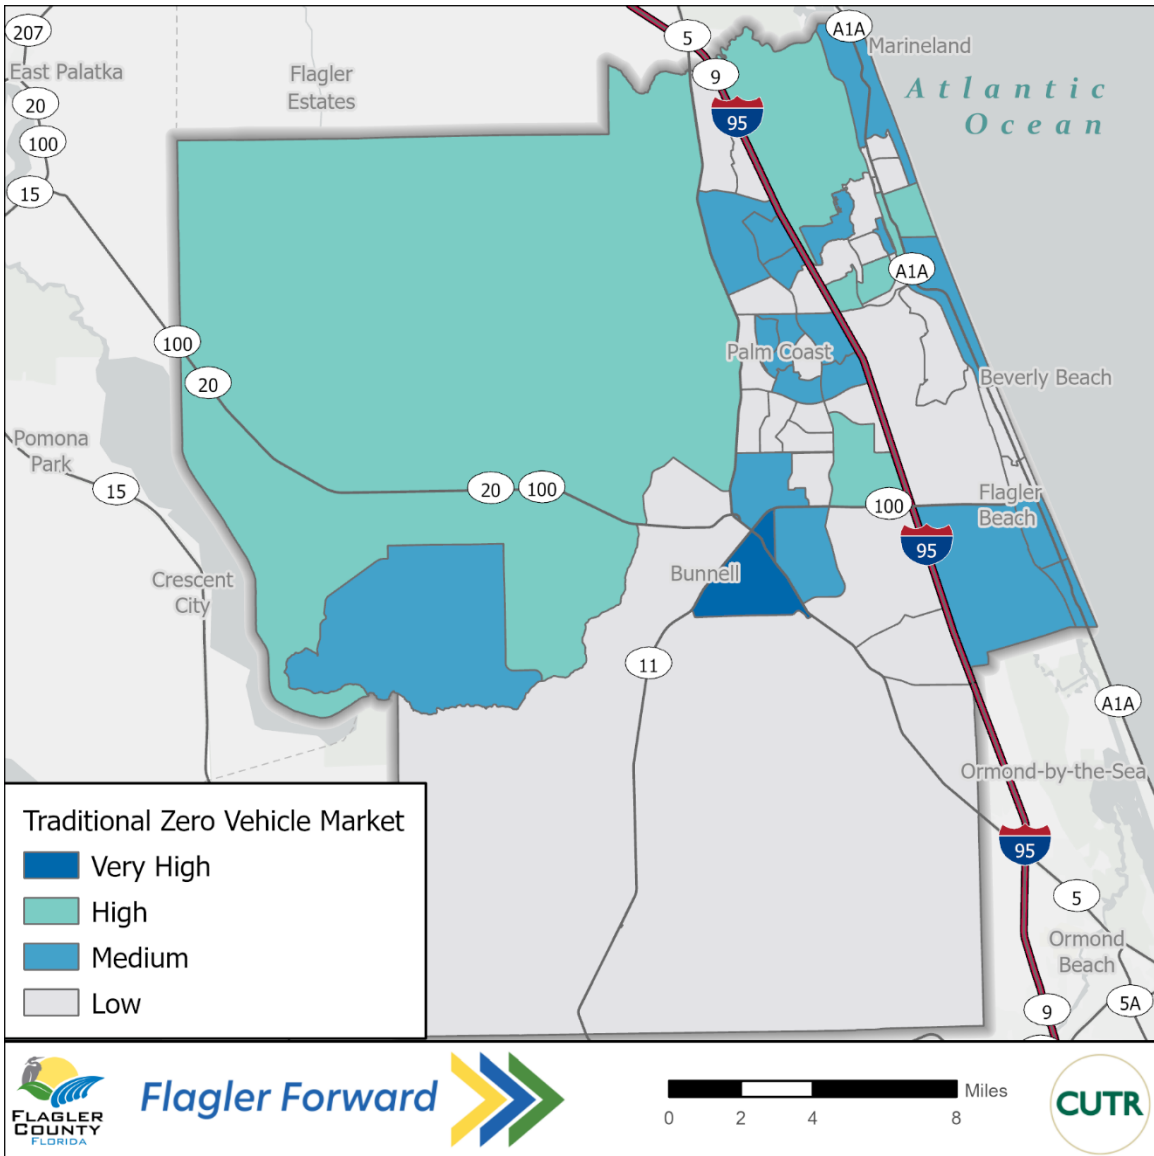 207
East Palatka
20
100
15
Flagler
Estates
5
9
95
A1A
Marineland
Atlantic
Ocean
A1A
100
20
Palm Coast
Beverly Beach
Pomona
Park
15
20
100
100
Flagler
Beach
95
Bunnell
Crescent
City
11
A1A
Ormond-by-the-Sea
95
5
Ormond
Beach
9
5A
Traditional Zero Vehicle Market
Very High
High
Medium
Low
FLAGLER
COUNTY
FLORIDA
Flagler Forward
Miles
0 2 4 8
CUTR